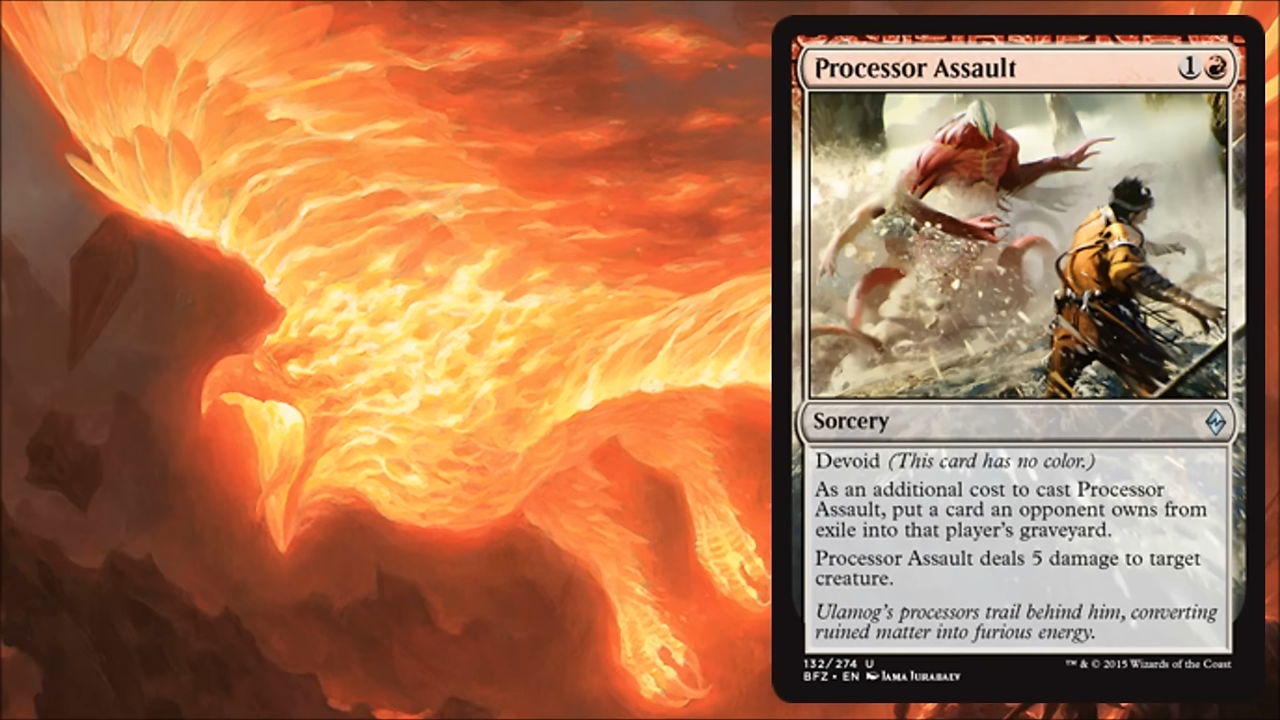 Processor Assault 1
Sorcery
Devoid (This card has no color.)
As an additional cost to cast Processor
Assault, put a card an opponent owns from
exile into that player's graveyard.
Processor Assault deals 5 damage to target
creature.
Ulamog's processors trail behind him, converting
ruined matter into furious energy.
132/274 U
™ & © 2015 Wizards of the Coast
BFZ • EN Jama Jurabaev